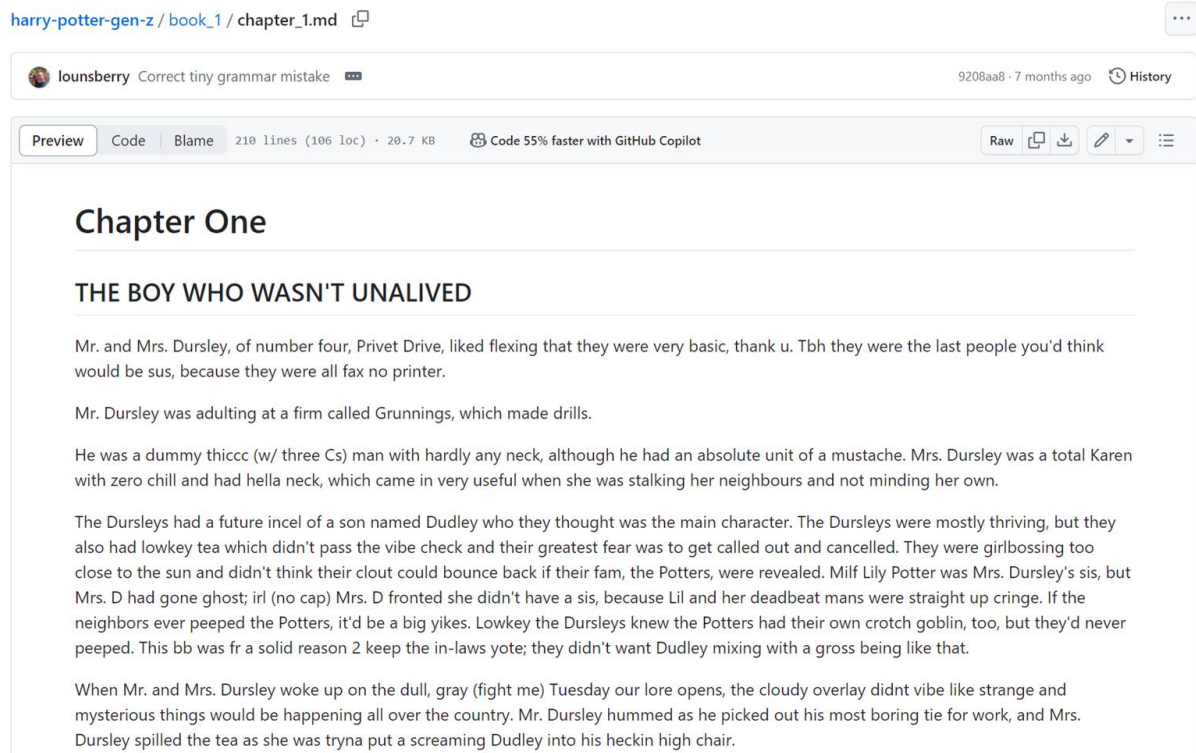 harry-potter-gen-z / book_1 / chapter_1.md
lounsberry Correct tiny grammar mistake
9208aa8 · 7 months ago History
Preview Code Blame 210 lines (106 loc) · 20.7 KB Code 55% faster with GitHub Copilot Raw
Chapter One
THE BOY WHO WASN'T UNALIVED
Mr. and Mrs. Dursley, of number four, Privet Drive, liked flexing that they were very basic, thank u. Tbh they were the last people you'd think
would be sus, because they were all fax no printer.
Mr. Dursley was adulting at a firm called Grunnings, which made drills.
He was a dummy thiccc (w/ three Cs) man with hardly any neck, although he had an absolute unit of a mustache. Mrs. Dursley was a total Karen
with zero chill and had hella neck, which came in very useful when she was stalking her neighbours and not minding her own.
The Dursleys had a future incel of a son named Dudley who they thought was the main character. The Dursleys were mostly thriving, but they
also had lowkey tea which didn't pass the vibe check and their greatest fear was to get called out and cancelled. They were girlbossing too
close to the sun and didn't think their clout could bounce back if their fam, the Potters, were revealed. Milf Lily Potter was Mrs. Dursley's sis, but
Mrs. D had gone ghost; irl (no cap) Mrs. D fronted she didn't have a sis, because Lil and her deadbeat mans were straight up cringe. If the
neighbors ever peeped the Potters, it'd be a big yikes. Lowkey the Dursleys knew the Potters had their own crotch goblin, too, but they'd never
peeped. This bb was fr a solid reason 2 keep the in-laws yote; they didn't want Dudley mixing with a gross being like that.
When Mr. and Mrs. Dursley woke up on the dull, gray (fight me) Tuesday our lore opens, the cloudy overlay didnt vibe like strange and
mysterious things would be happening all over the country. Mr. Dursley hummed as he picked out his most boring tie for work, and Mrs.
Dursley spilled the tea as she was tryna put a screaming Dudley into his heckin high chair.